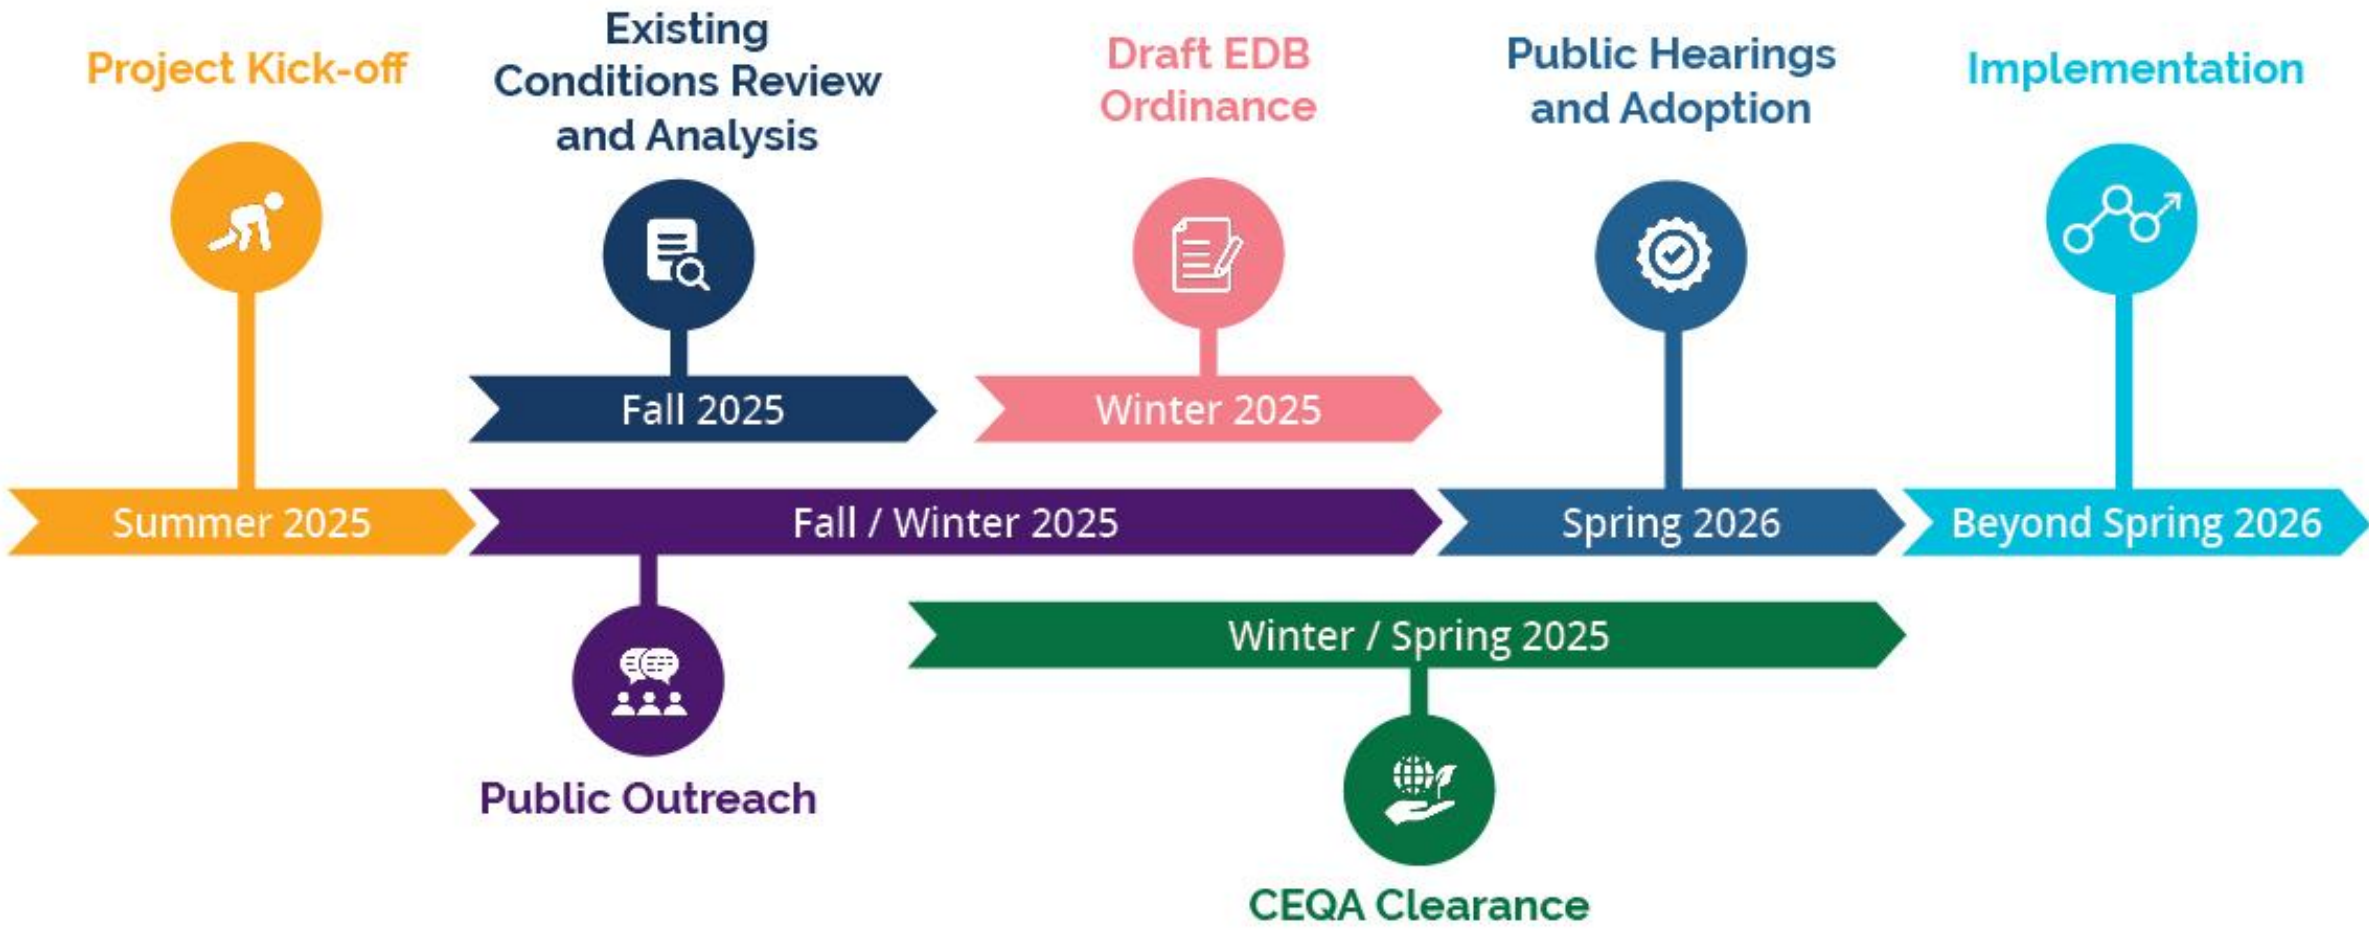 Project Kick-off
Existing
Conditions Review
and Analysis
Draft EDB
Ordinance
Public Hearings
and Adoption
Implementation
Fall 2025
Winter 2025
Summer 2025
Fall / Winter 2025
Spring 2026
Beyond Spring 2026
Winter / Spring 2025
Public Outreach
CEQA Clearance